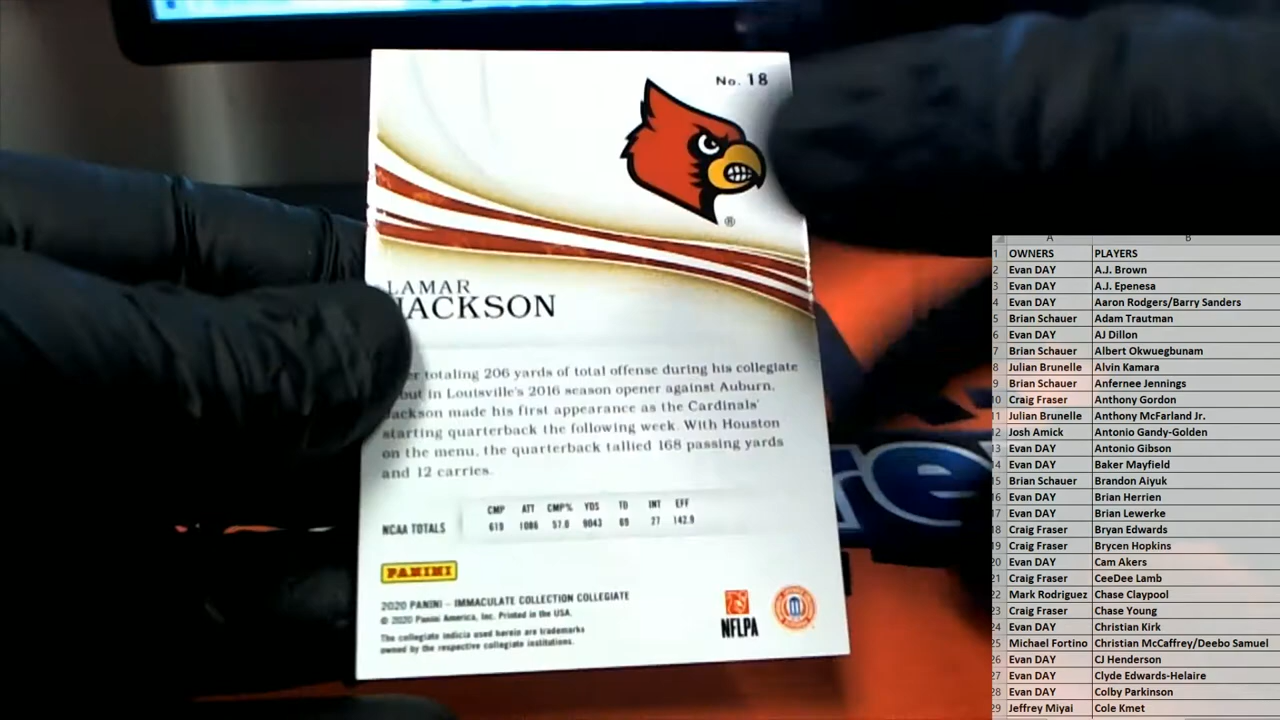 No. 18
®
LAMAR
JACKSON
totaling 206 yards of total offense during his collegiate
in Louisville's 2016 season opener against Auburn,
Jackson made his first appearance as the Cardinals'
starting quarterback the following week. With Houston
on the menu, the quarterback tallied 168 passing yards
and 12 carries.
CMP ATT CMP% YDS TD INT EFF
NCAA TOTALS 619 1086 57.0 9043 69 27 142.9
PANINI
2020 PANINI - IMMACULATE COLLECTION COLLEGIATE
© 2020 Panini America, Inc. Printed in the USA.
The collegiate indicia used herein are trademarks
owned by the respective collegiate institutions.
NFLPA
A B
1 OWNERS PLAYERS
2 Evan DAY A.J. Brown
3 Evan DAY A.J. Epenesa
4 Evan DAY Aaron Rodgers/Barry Sanders
5 Brian Schauer Adam Trautman
6 Evan DAY AJ Dillon
7 Brian Schauer Albert Okwuegbunam
8 Julian Brunelle Alvin Kamara
9 Brian Schauer Anfernee Jennings
10 Craig Fraser Anthony Gordon
11 Julian Brunelle Anthony McFarland Jr.
12 Josh Amick Antonio Gandy-Golden
13 Evan DAY Antonio Gibson
14 Evan DAY Baker Mayfield
15 Brian Schauer Brandon Aiyuk
16 Evan DAY Brian Herrien
17 Evan DAY Brian Lewerke
18 Craig Fraser Bryan Edwards
19 Craig Fraser Brycen Hopkins
20 Evan DAY Cam Akers
21 Craig Fraser CeeDee Lamb
22 Mark Rodriguez Chase Claypool
23 Craig Fraser Chase Young
24 Evan DAY Christian Kirk
25 Michael Fortino Christian McCaffrey/Deebo Samuel
26 Evan DAY CJ Henderson
27 Evan DAY Clyde Edwards-Helaire
28 Evan DAY Colby Parkinson
29 Jeffrey Miyai Cole Kmet